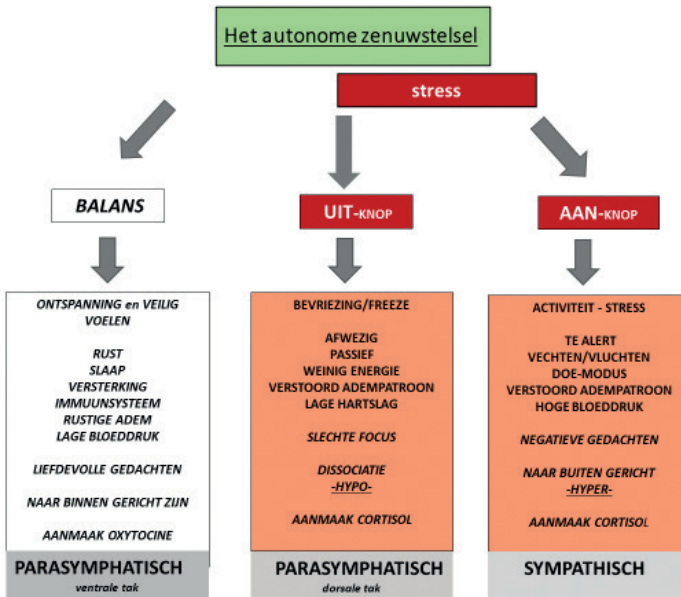 Het autonome zenuwstelsel
stress
BALANS
UIT-KNOP
AAN-KNOP
ONTSPANNING en VEILIG
VOELEN
RUST
SLAAP
VERSTERKING
IMMUUNSYSTEEM
RUSTIGE ADEM
LAGE BLOEDDRUK
LIEFDEVOLLE GEDACHTEN
NAAR BINNEN GERICHT ZIJN
AANMAAK OXYTOCINE
PARASYMPHATISCH
ventrale tak
BEVRIEZING/FREEZE
AFWEZIG
PASSIEF
WEINIG ENERGIE
VERSTOORD ADEMPATROON
LAGE HARTSLAG
SLECHTE FOCUS
DISSOCIATIE
-HYPO-
AANMAAK CORTISOL
PARASYMPHATISCH
dorsale tak
ACTIVITEIT - STRESS
TE ALERT
VECHTEN/VLUCHTEN
DOE-MODUS
VERSTOORD ADEMPATROON
HOGE BLOEDDRUK
NEGATIEVE GEDACHTEN
NAAR BUITEN GERICHT
-HYPER-
AANMAAK CORTISOL
SYMPATHISCH